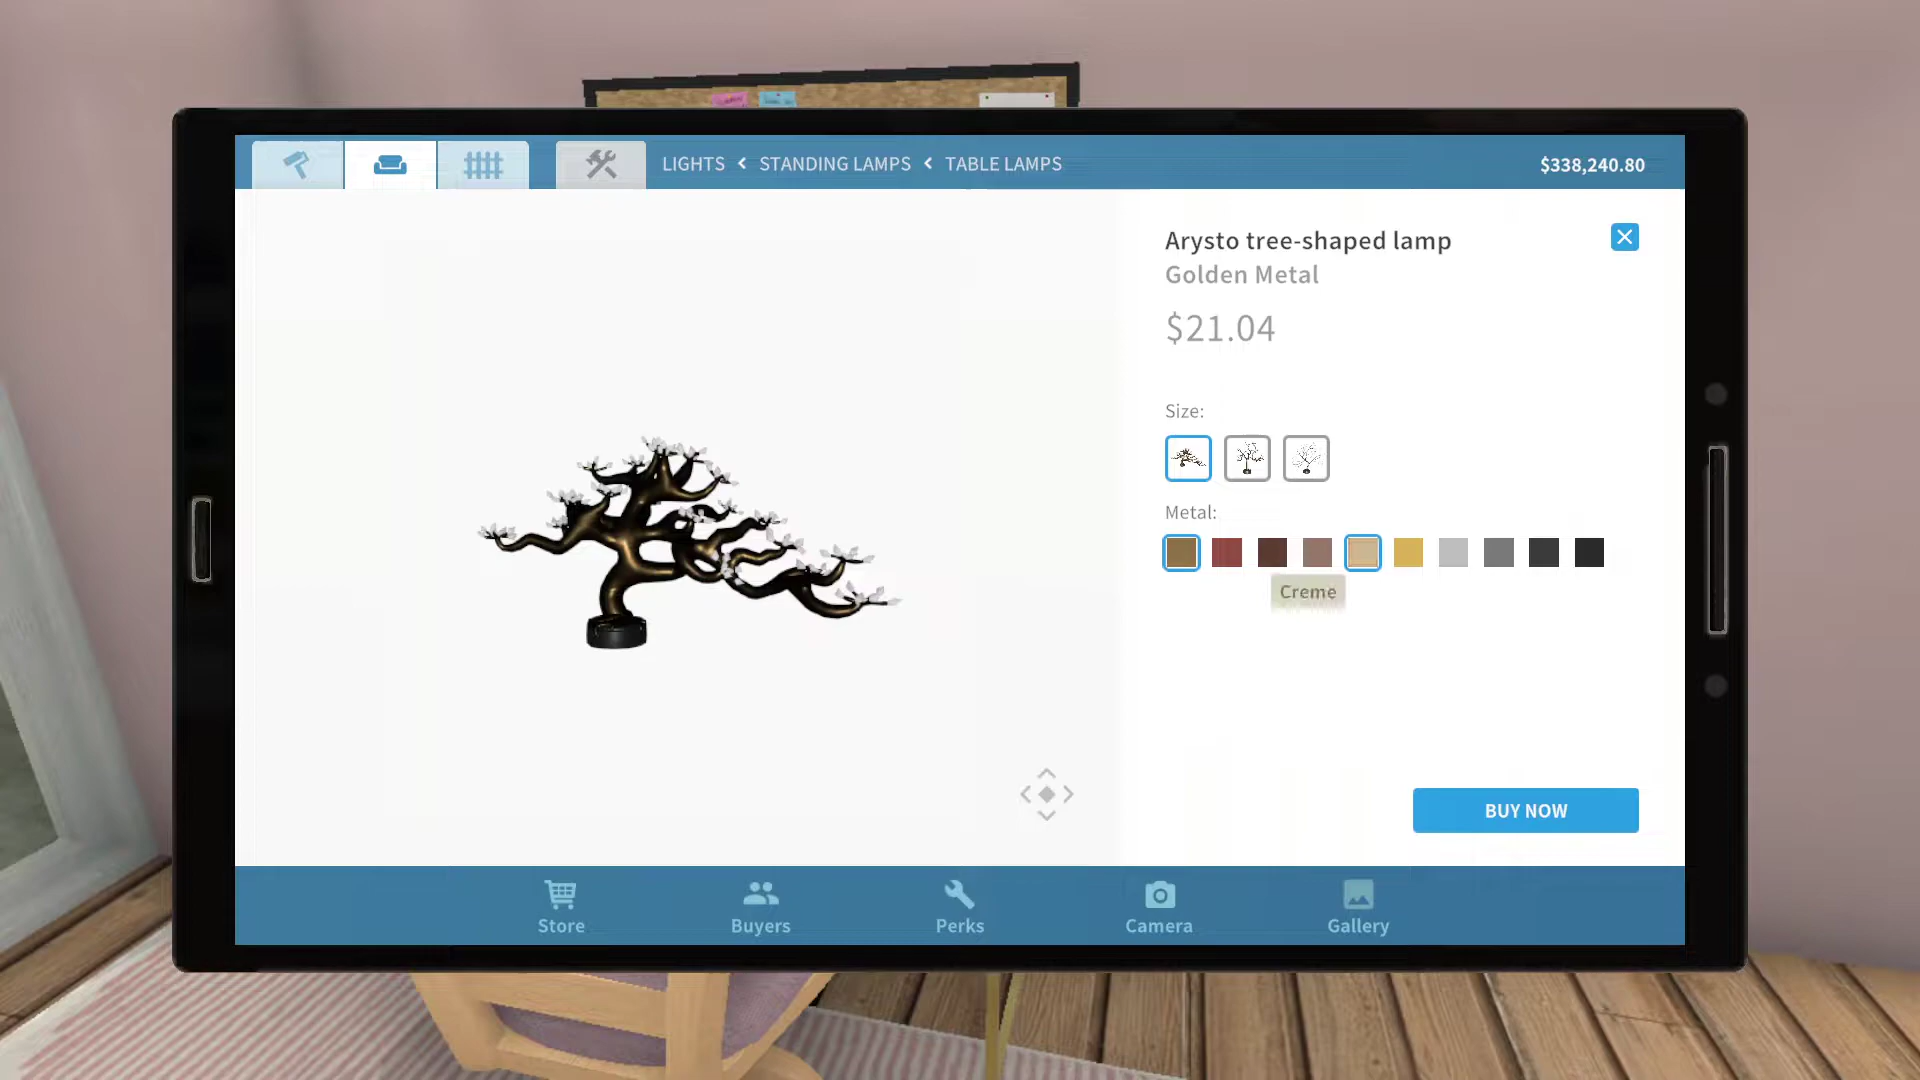 LIGHTS < STANDING LAMPS < TABLE LAMPS
$338,240.80
Arysto tree-shaped lamp
Golden Metal
$21.04
Size:
Metal:
Creme
BUY NOW
Store
Buyers
Perks
Camera
Gallery